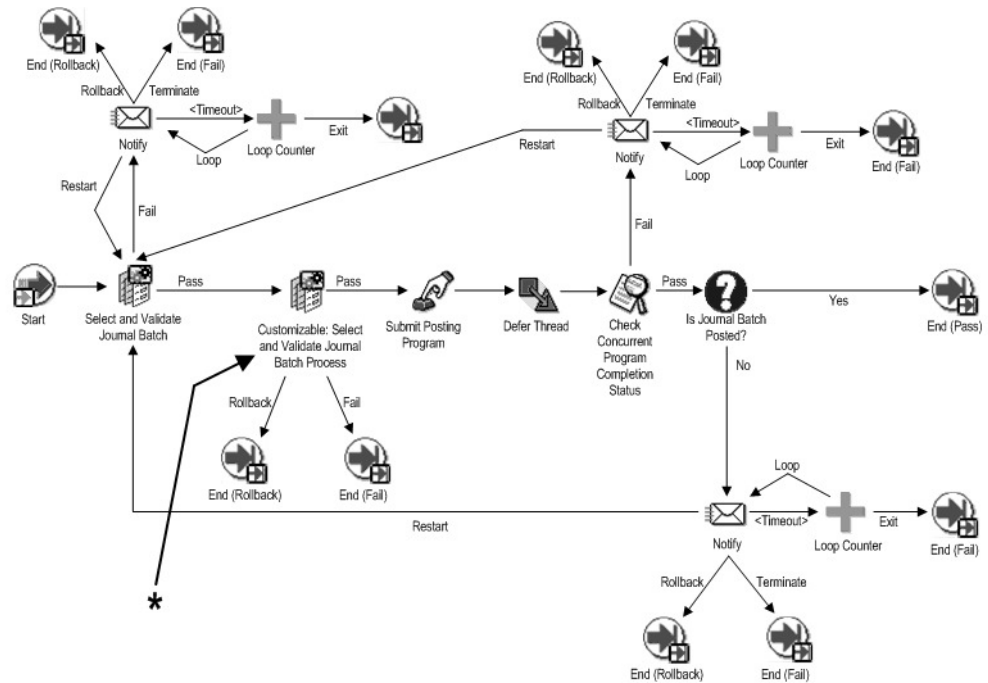 End (Rollback)
End (Fail)
Rollback
Terminate
<Timeout>
Exit
Notify
Loop
Loop Counter
Restart
Fail
End (Rollback)
End (Fail)
Rollback
Terminate
<Timeout>
Exit
Notify
Loop
Loop Counter
End (Fail)
Restart
Fail
Start
Select and Validate
Journal Batch
Pass
Customizable: Select
and Validate Journal
Batch Process
Pass
Submit Posting
Program
Defer Thread
Check
Concurrent
Program
Completion
Status
Pass
?
Is Journal Batch
Posted?
Yes
End (Pass)
No
Rollback
Fail
End (Rollback)
End (Fail)
*
Restart
Loop
<Timeout>
Exit
Notify
Loop Counter
End (Fail)
Rollback
Terminate
End (Rollback)
End (Fail)